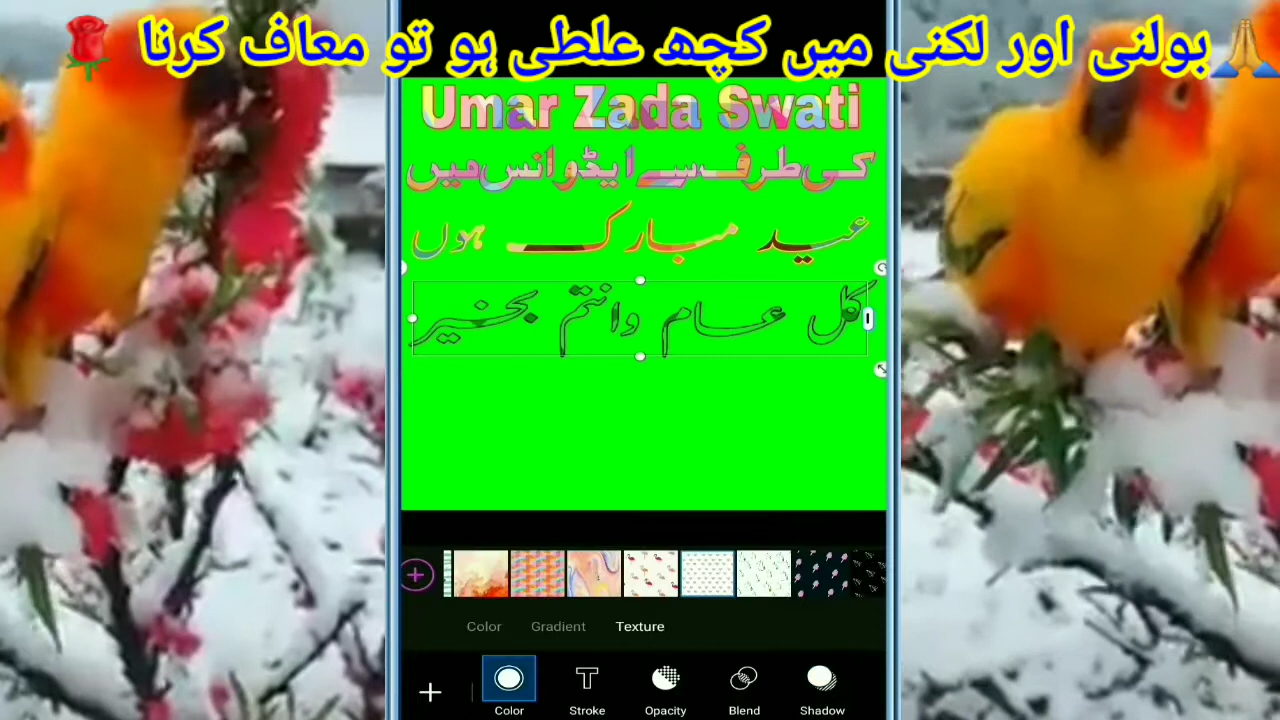 🙏بولنی اور لکنی میں کچھ غلطی ہو تو معاف کرنا 🌹
Umar Zada Swati
کی طرف سے ایڈوانس میں
عید مبارک ہوں
کل عام وانتم بخیر
Color Gradient Texture
Color Stroke Opacity Blend Shadow